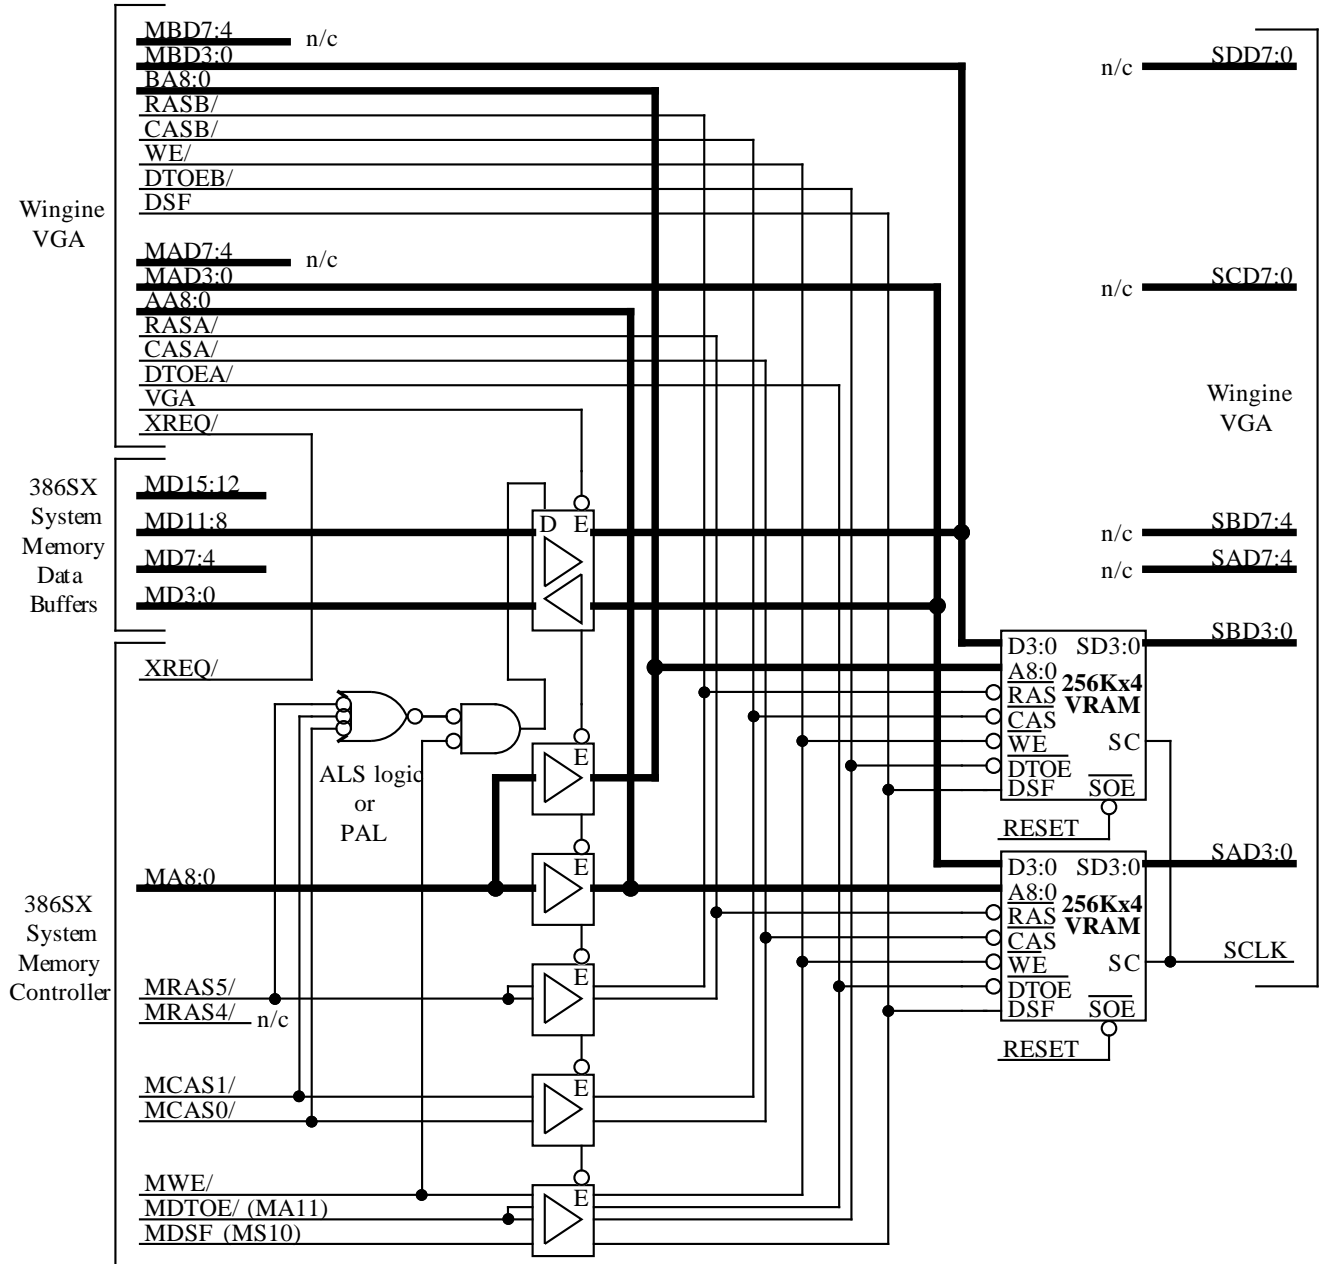 MBD7:4
n/c
MBD3:0
BA8:0
RASB/
CASB/
WE/
DTOEB/
DSF
Wingine
VGA
MAD7:4
n/c
MAD3:0
AA8:0
RASA/
CASA/
DTOEA/
VGA
XREQ/
386SX
System
Memory
Data
Buffers
MD15:12
MD11:8
MD7:4
MD3:0
D E
XREQ/
ALS logic
or
PAL
E
MA8:0
E
386SX
System
Memory
Controller
MRAS5/
MRAS4/ n/c
E
MCAS1/
MCAS0/
E
MWE/
MDTOE/ (MA11)
MDSF (MS10)
E
n/c SDD7:0
n/c SCD7:0
Wingine
VGA
n/c SBD7:4
n/c SAD7:4
SBD3:0
D3:0 SD3:0
A8:0
256Kx4
RAS
VRAM
CAS
WE SC
DTOE
DSF SOE
RESET
SAD3:0
D3:0 SD3:0
A8:0
256Kx4
RAS
VRAM
CAS
WE SC
SCLK
DTOE
DSF SOE
RESET